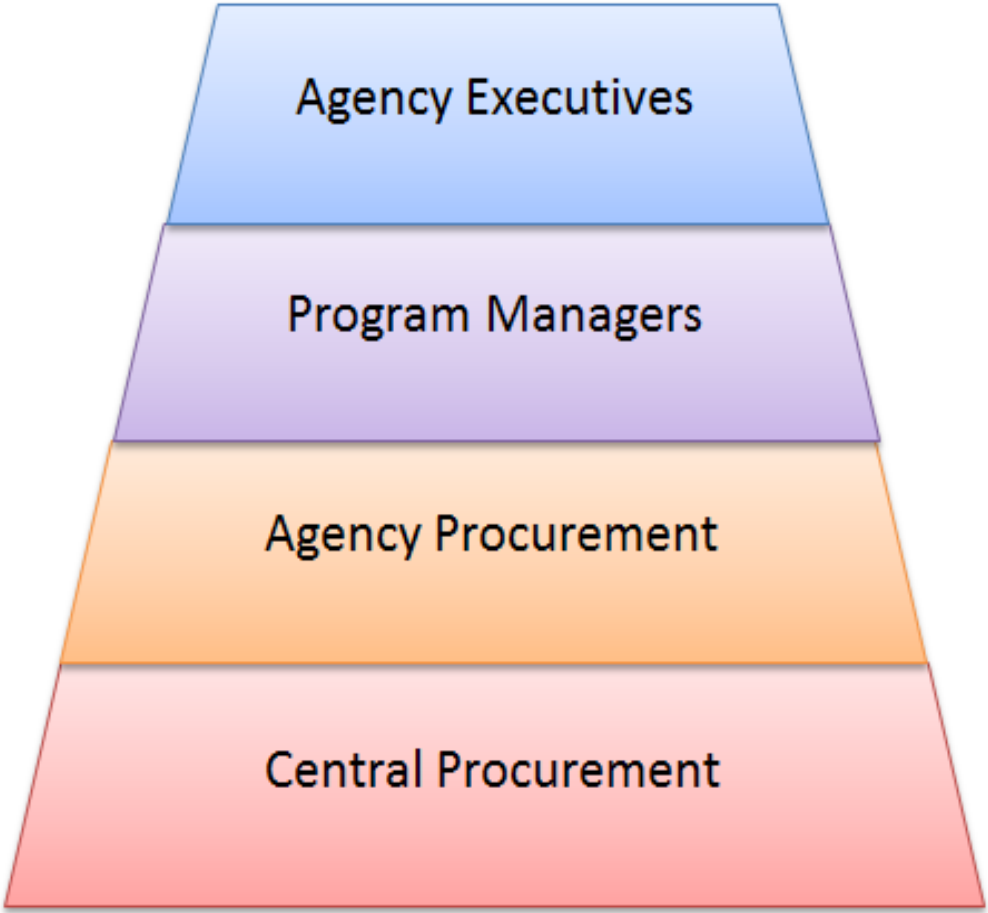 Agency Executives
Program Managers
Agency Procurement
Central Procurement